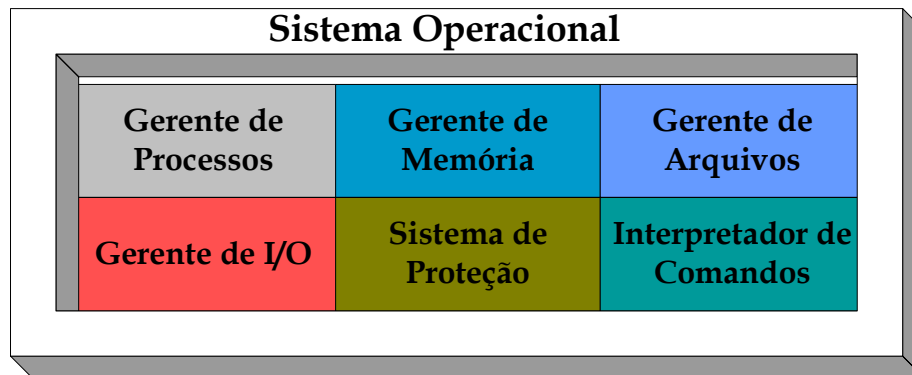 Sistema Operacional
Gerente de
Processos
Gerente de
Memória
Gerente de
Arquivos
Gerente de I/O
Sistema de
Proteção
Interpretador de
Comandos